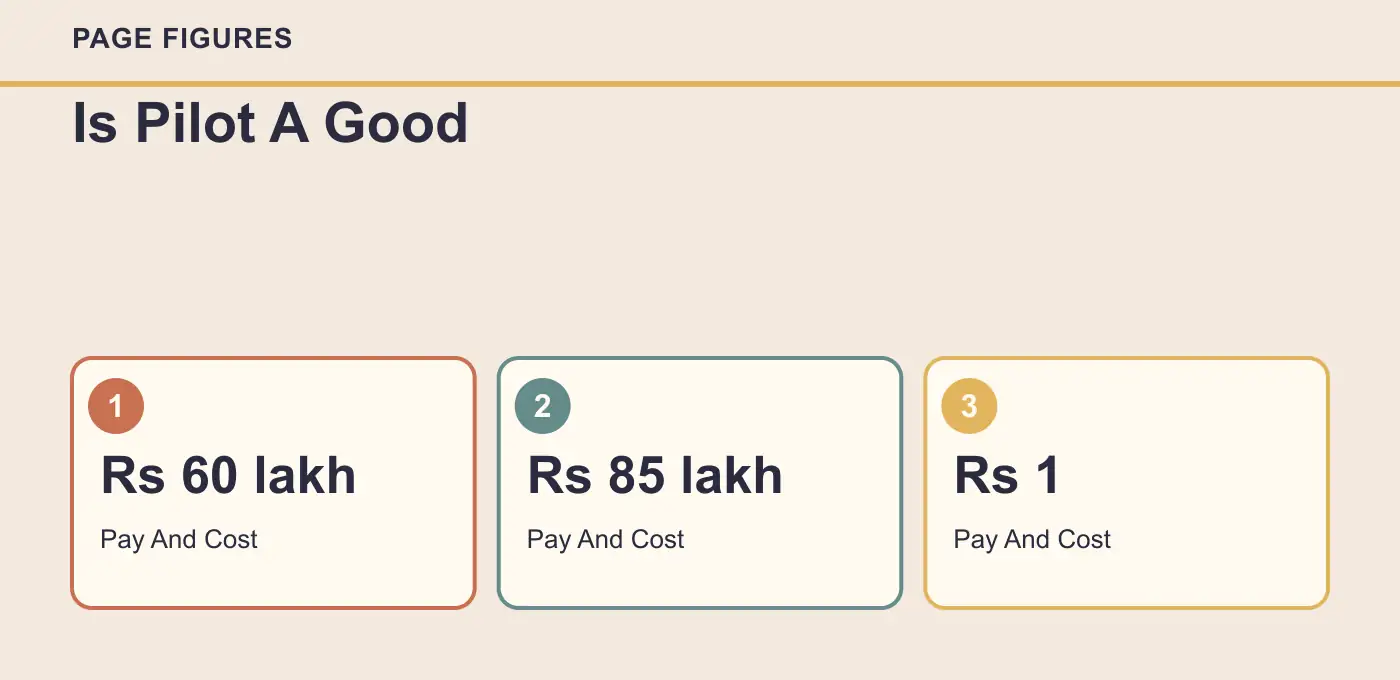 PAGE FIGURES
Is Pilot A Good
1
Rs 60 lakh
Pay And Cost
2
Rs 85 lakh
Pay And Cost
3
Rs 1
Pay And Cost